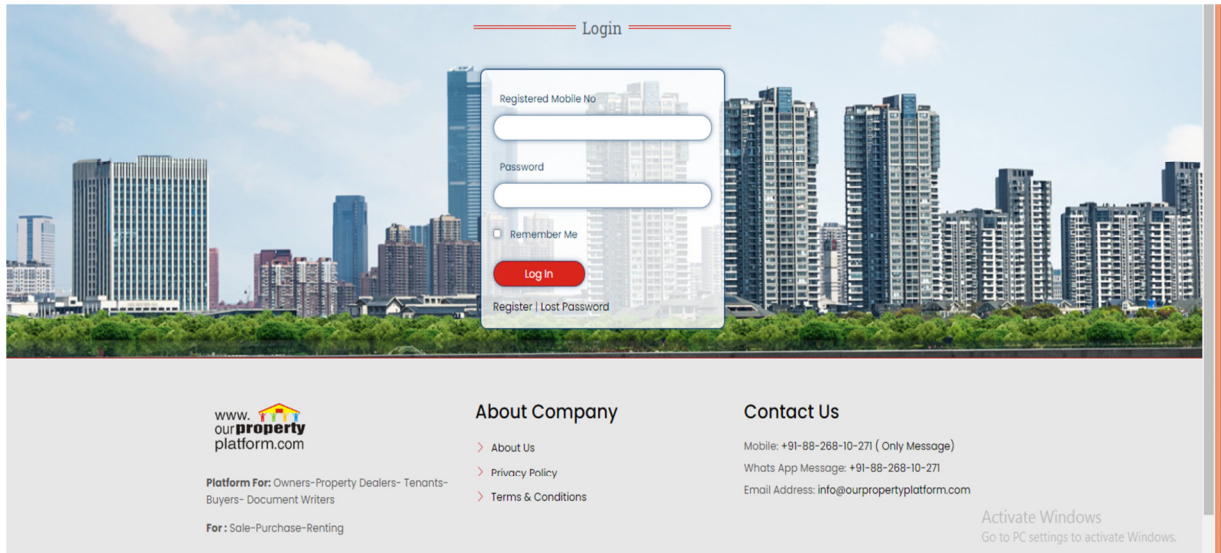 Login
Registered Mobile No
Password
Remember Me
Log In
Register | Lost Password
www.
ourproperty
platform.com
Platform For: Owners-Property Dealers- Tenants-
Buyers- Document Writers
For : Sale-Purchase-Renting
About Company
About Us
Privacy Policy
Terms & Conditions
Contact Us
Mobile: +91-88-268-10-271 ( Only Message)
Whats App Message: +91-88-268-10-271
Email Address: info@ourpropertyplatform.com
Activate Windows
Go to PC settings to activate Windows.